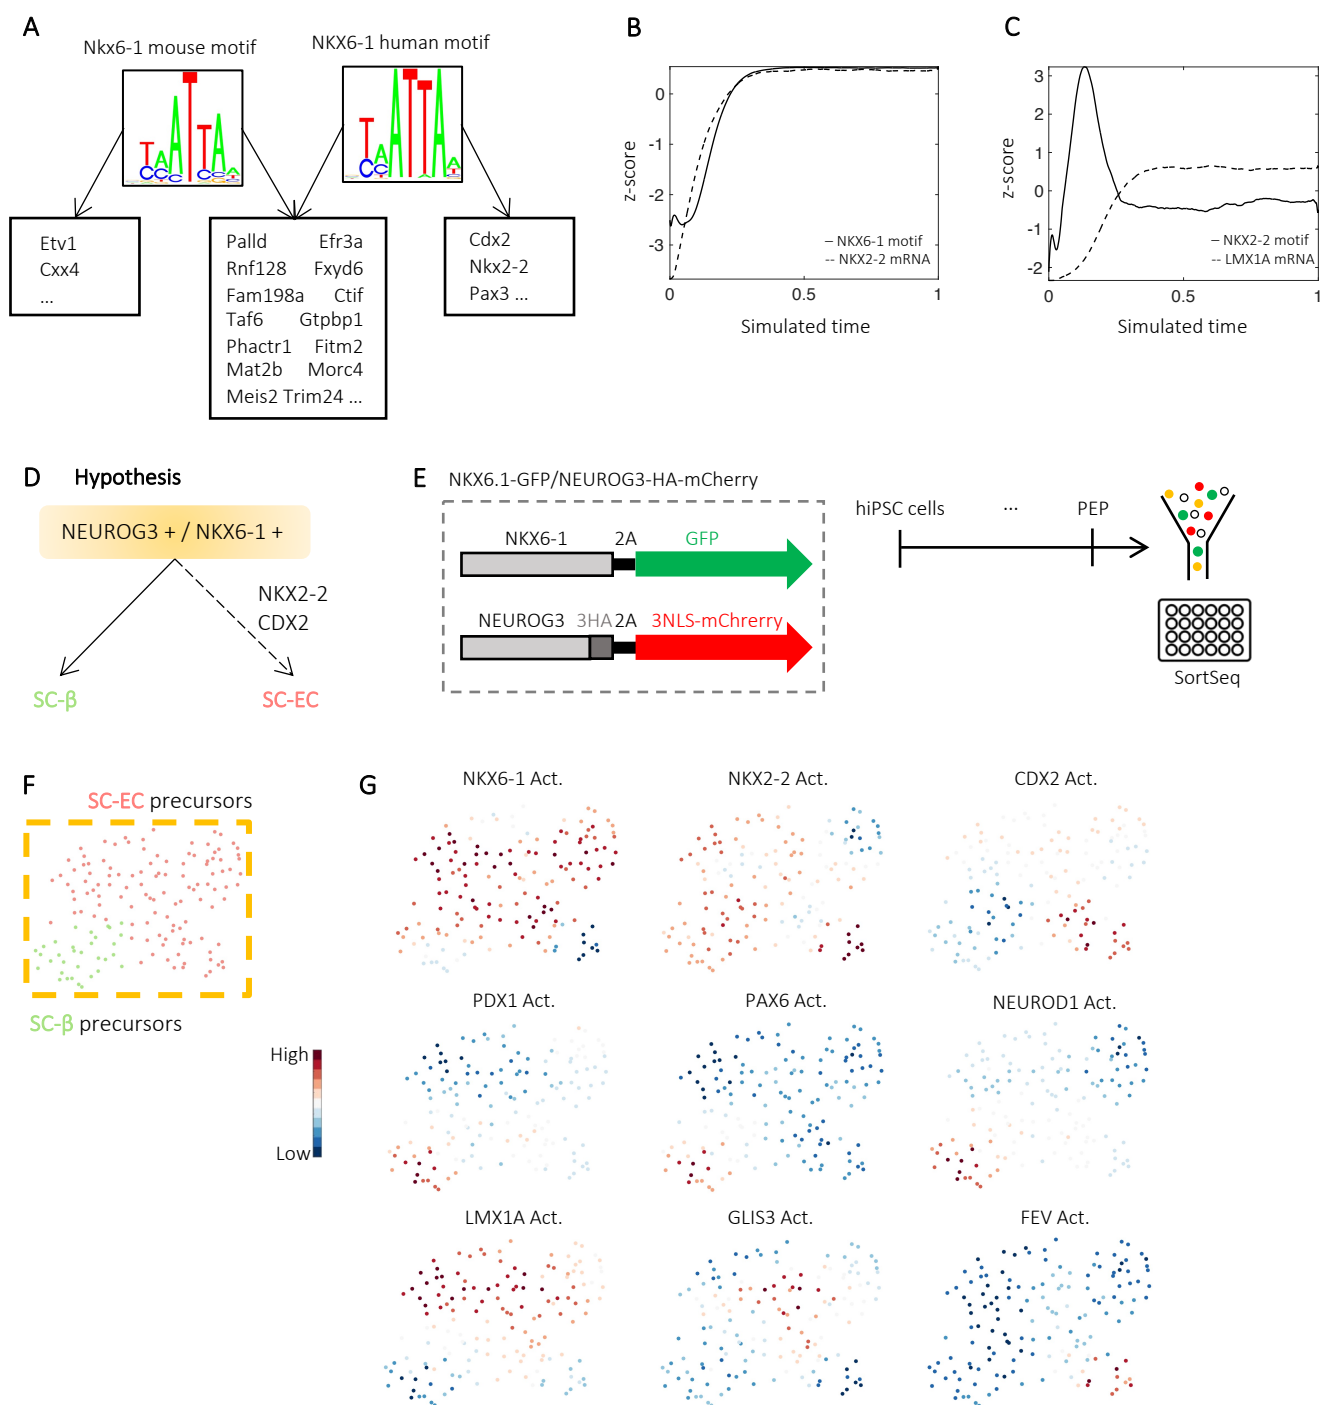 A
Nkx6-1 mouse motif
NKX6-1 human motif
Etv1
Cxx4
...
Palld Efr3a
Rnf128 Fxyd6
Fam198a Ctif
Taf6 Gtpbp1
Phactr1 Fitm2
Mat2b Morc4
Meis2 Trim24 ...
Cdx2
Nkx2-2
Pax3 ...
B
z-score
0
-1
-2
-3
0 0.5 1
– NKX6-1 motif
-- NKX2-2 mRNA
Simulated time
C
z-score
3
2
1
0
-1
-2
0 0.5 1
– NKX2-2 motif
-- LMX1A mRNA
Simulated time
D Hypothesis
NEUROG3 + / NKX6-1 +
NKX2-2
CDX2
SC-β
SC-EC
E
NKX6.1-GFP/NEUROG3-HA-mCherry
NKX6-1 2A GFP
NEUROG3 3HA 2A 3NLS-mChrerry
hiPSC cells ... PEP
SortSeq
F
SC-EC precursors
SC-β precursors
High
Low
G
NKX6-1 Act.
NKX2-2 Act.
CDX2 Act.
PDX1 Act.
PAX6 Act.
NEUROD1 Act.
LMX1A Act.
GLIS3 Act.
FEV Act.